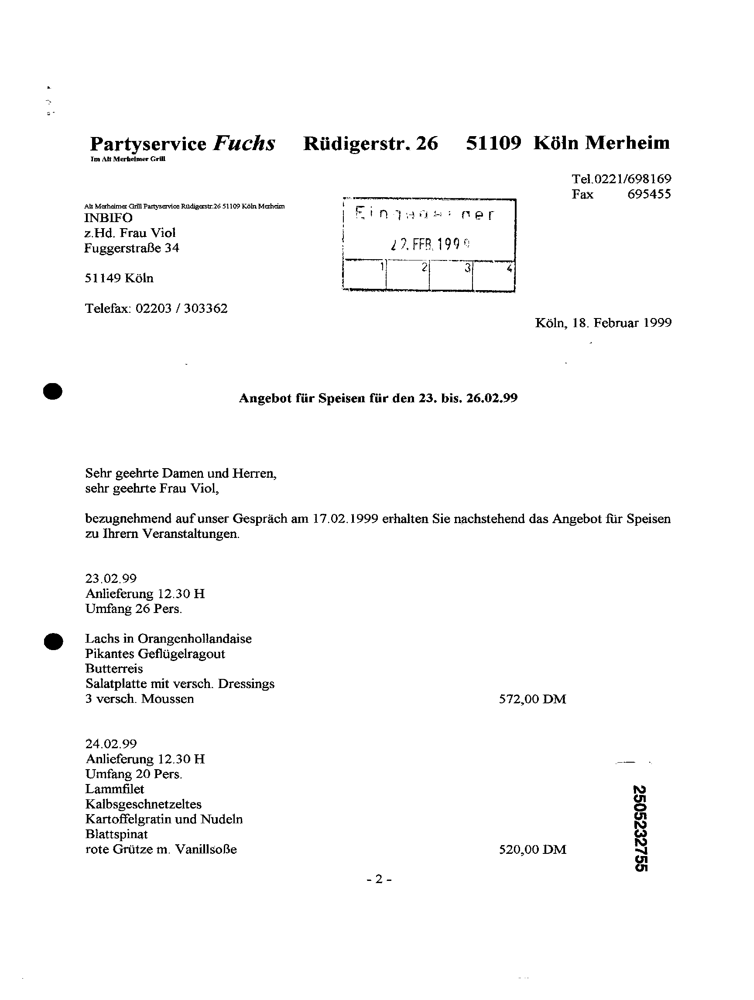 Partyservice Fuchs Rüdigerstr. 26 51109 Köln Merheim
Im Alt Merheimer Grill
Tel.0221/698169
Fax 695455
Alt Merheimer Grill Partyservice Rüdigerstr.26 51109 Köln Merheim
INBIFO
z.Hd. Frau Viol
Fuggerstraße 34
51149 Köln
Telefax: 02203 / 303362
FEB. 1999
1 2 3 4
Köln, 18. Februar 1999
Angebot für Speisen für den 23. bis. 26.02.99
Sehr geehrte Damen und Herren,
sehr geehrte Frau Viol,
bezugnehmend auf unser Gespräch am 17.02.1999 erhalten Sie nachstehend das Angebot für Speisen
zu Ihrem Veranstaltungen.
23.02.99
Anlieferung 12.30 H
Umfang 26 Pers.
Lachs in Orangenhollandaise
Pikantes Geflügelragout
Butterreis
Salatplatte mit versch. Dressings
3 versch. Moussen 572,00 DM
24.02.99
Anlieferung 12.30 H
Umfang 20 Pers.
Lammfilet
Kalbsgeschnetzeltes
Kartoffelgratin und Nudeln
Blattspinat
rote Grütze m. Vanillsoße 520,00 DM
- 2 -
2505232755